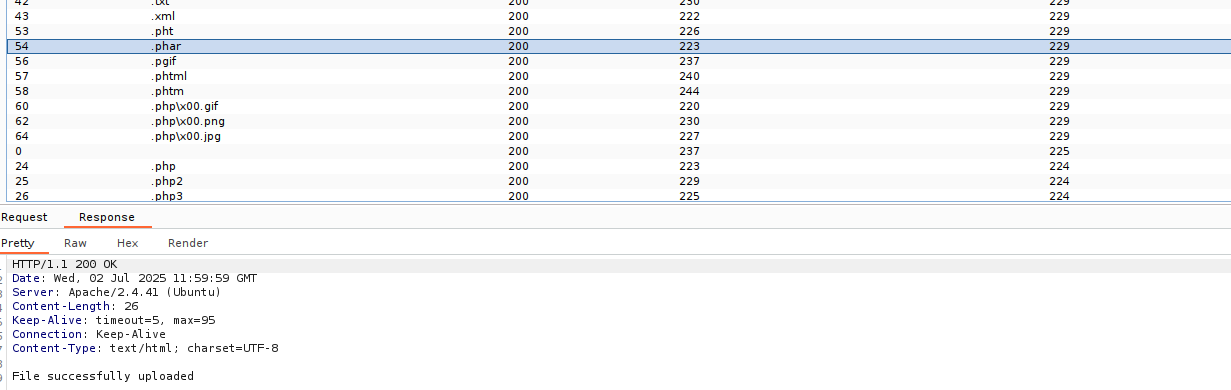 42 .txt 200 230 229
43 .xml 200 222 229
53 .pht 200 226 229
54 .phar 200 223 229
56 .pgif 200 237 229
57 .phtml 200 240 229
58 .phtm 200 244 229
60 .php\x00.gif 200 220 229
62 .php\x00.png 200 230 229
64 .php\x00.jpg 200 227 229
0 200 237 225
24 .php 200 223 224
25 .php2 200 229 224
26 .php3 200 225 224
Request Response
Pretty Raw Hex Render
HTTP/1.1 200 OK
Date: Wed, 02 Jul 2025 11:59:59 GMT
Server: Apache/2.4.41 (Ubuntu)
Content-Length: 26
Keep-Alive: timeout=5, max=95
Connection: Keep-Alive
Content-Type: text/html; charset=UTF-8
File successfully uploaded